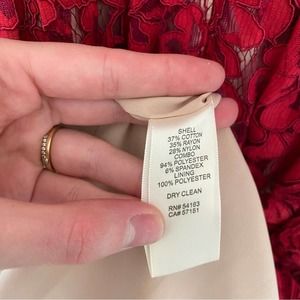 SHELL
37% COTTON
35% RAYON
28% NYLON
COMBO
94% POLYESTER
6% SPANDEX
LINING
100% POLYESTER
DRY CLEAN
RN# 54163
CA# 57151